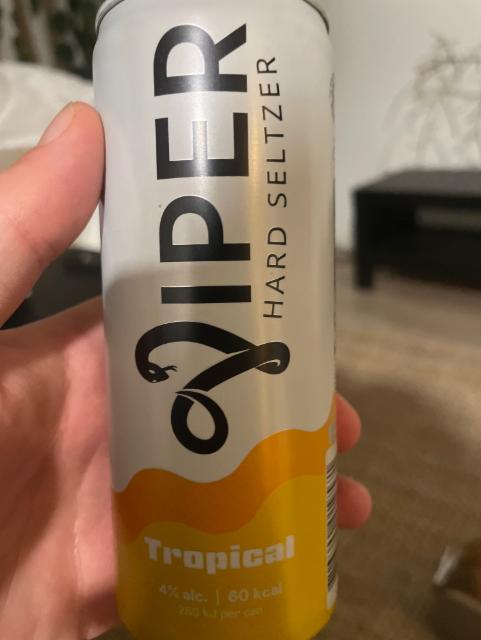 VIPER
HARD SELTZER
Tropical
4% alc. | 60 kcal
250 kJ per can